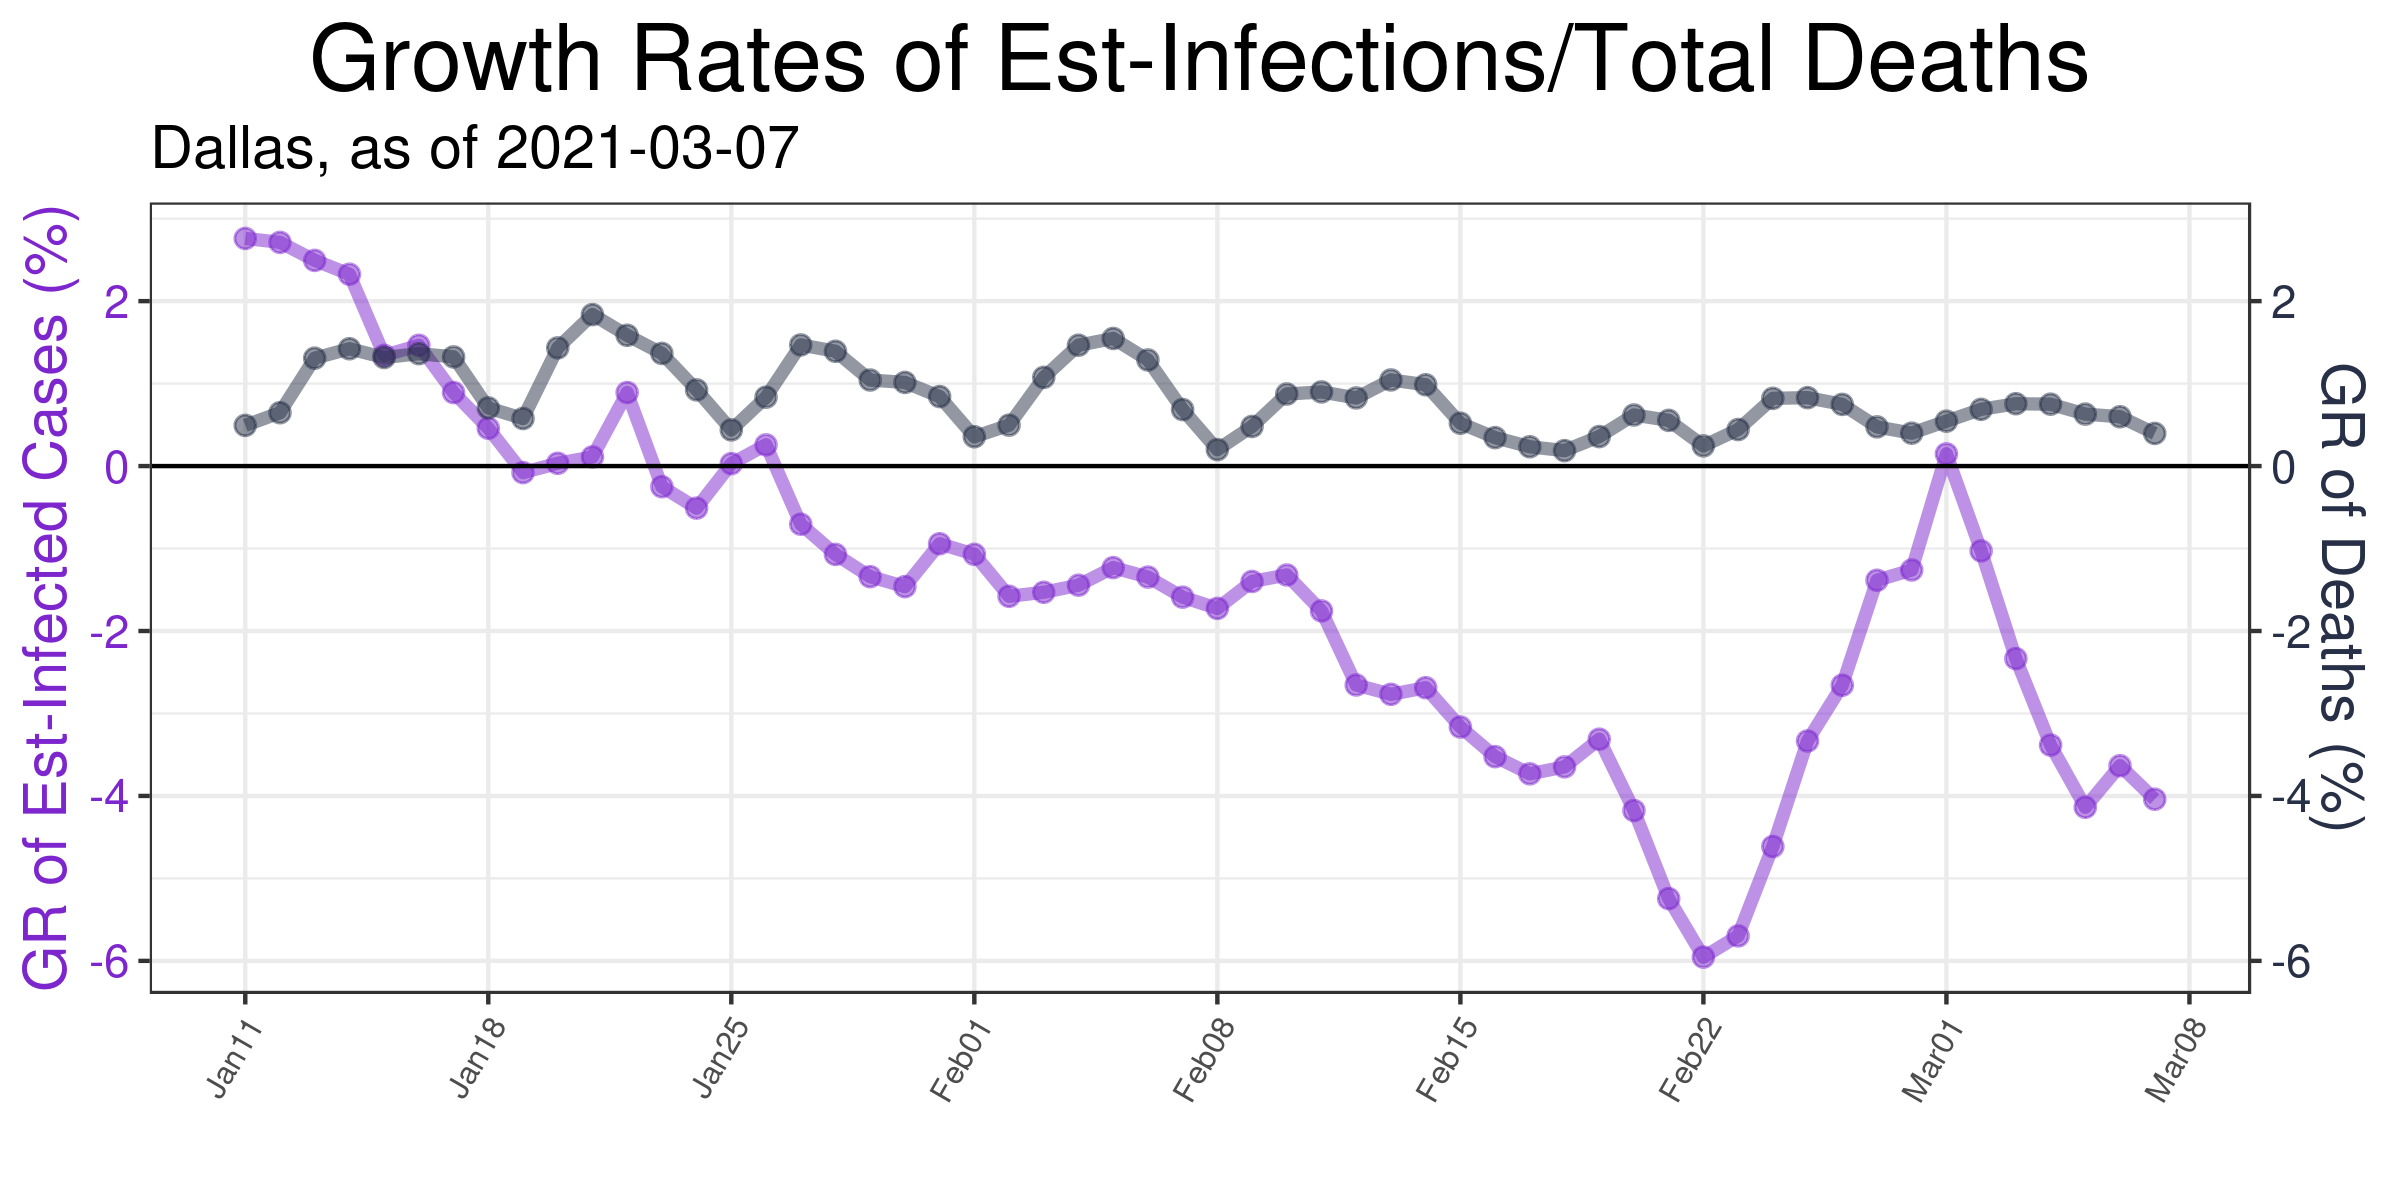 Growth Rates of Est-Infections/Total Deaths
Dallas, as of 2021-03-07
GR of Est-Infected Cases (%)
2
0
-2
-4
-6
2
0
-2
-4
-6
GR of Deaths (%)
Jan11
Jan18
Jan25
Feb01
Feb08
Feb15
Feb22
Mar01
Mar08